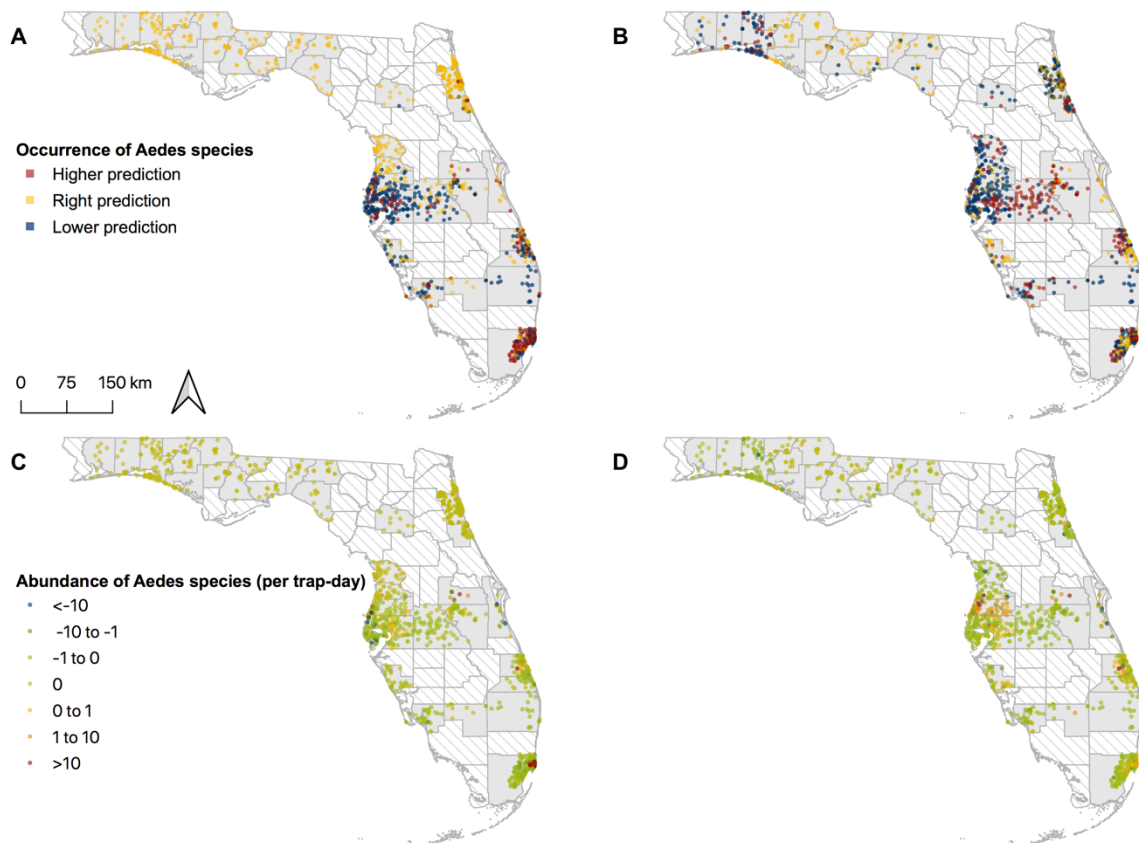 A
B
Occurrence of Aedes species
Higher prediction
Right prediction
Lower prediction
0 75 150 km
C
D
Abundance of Aedes species (per trap-day)
<-10
-10 to -1
-1 to 0
0
0 to 1
1 to 10
>10